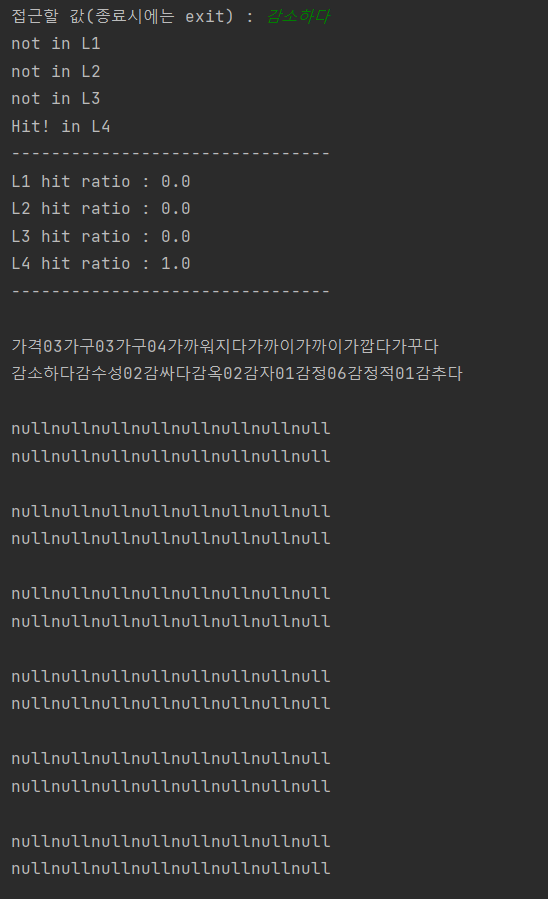 접근할 값(종료시에는 exit) : 감소하다
not in L1
not in L2
not in L3
Hit! in L4
--------------------------------
L1 hit ratio : 0.0
L2 hit ratio : 0.0
L3 hit ratio : 0.0
L4 hit ratio : 1.0
--------------------------------
가격03가구03가구04가까워지다가까이가까이가깝다가꾸다
감소하다감수성02감싸다감옥02감자01감정06감정적01감추다
nullnullnullnullnullnullnullnull
nullnullnullnullnullnullnullnull
nullnullnullnullnullnullnullnull
nullnullnullnullnullnullnullnull
nullnullnullnullnullnullnullnull
nullnullnullnullnullnullnullnull
nullnullnullnullnullnullnullnull
nullnullnullnullnullnullnullnull
nullnullnullnullnullnullnullnull
nullnullnullnullnullnullnullnull
nullnullnullnullnullnullnullnull
nullnullnullnullnullnullnullnull